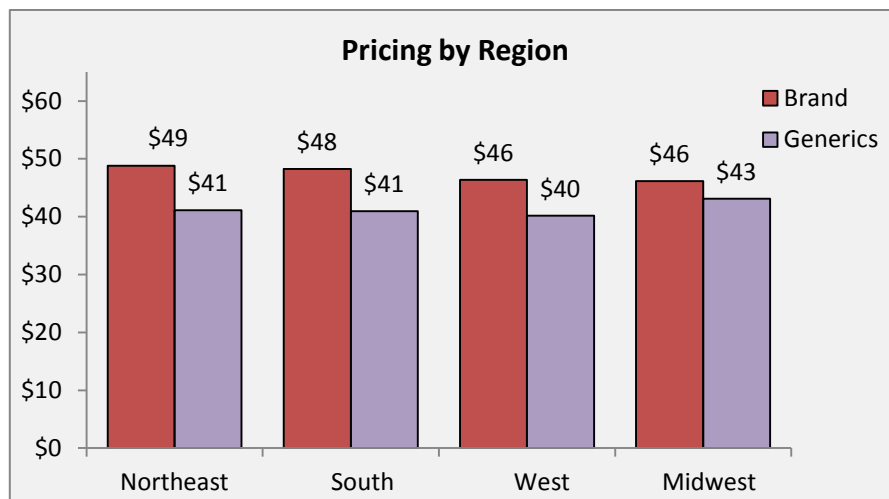 Pricing by Region
$60
$50
$40
$30
$20
$10
$0
$49
$41
$48
$41
$46
$40
$46
$43
Brand
Generics
Northeast
South
West
Midwest